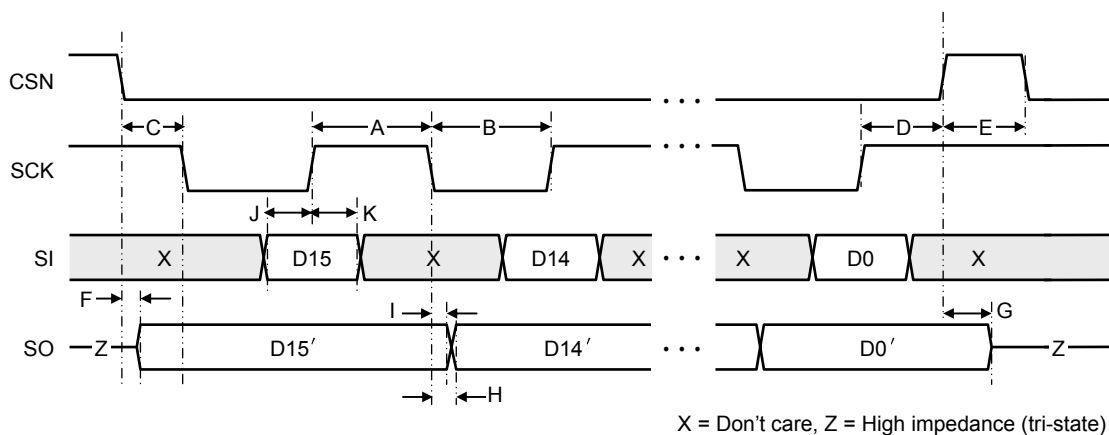 CSN
C A B D E
SCK
J K
SI X D15 X D14 X • • • X D0 X
F I G
SO Z D15′ D14′ • • • D0′ Z
H
X = Don’t care, Z = High impedance (tri-state)